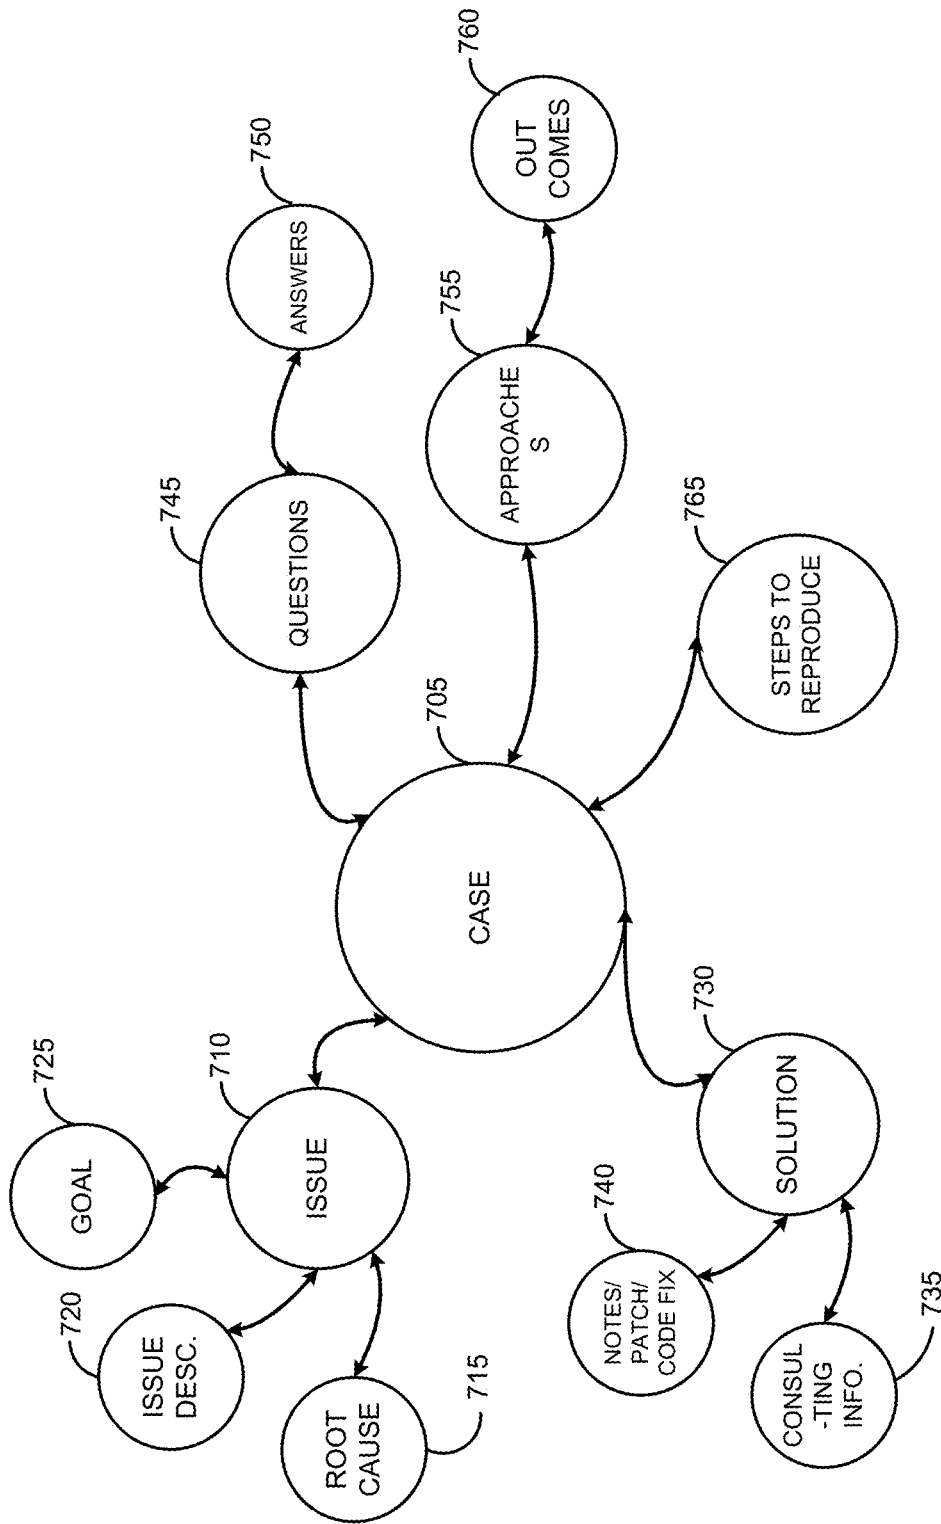 725
GOAL
720
ISSUE
DESC.
710
ISSUE
ROOT
CAUSE
715
745
QUESTIONS
750
ANSWERS
705
CASE
755
APPROACHE
S
760
OUT
COMES
740
NOTES/
PATCH/
CODE FIX
730
SOLUTION
CONSUL
-TING
INFO.
735
765
STEPS TO
REPRODUCE